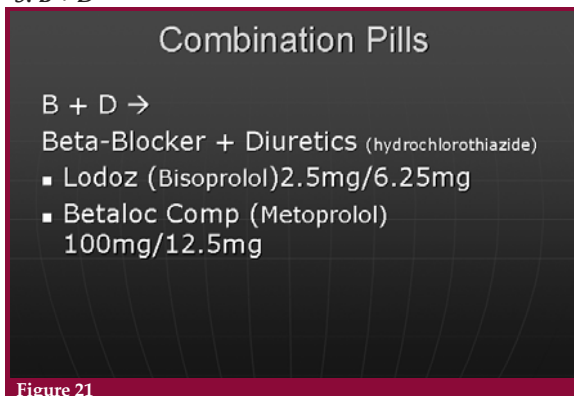 Combination Pills
B + D →
Beta-Blocker + Diuretics (hydrochlorothiazide)
▪ Lodoz (Bisoprolol)2.5mg/6.25mg
▪ Betaloc Comp (Metoprolol)
100mg/12.5mg
Figure 21